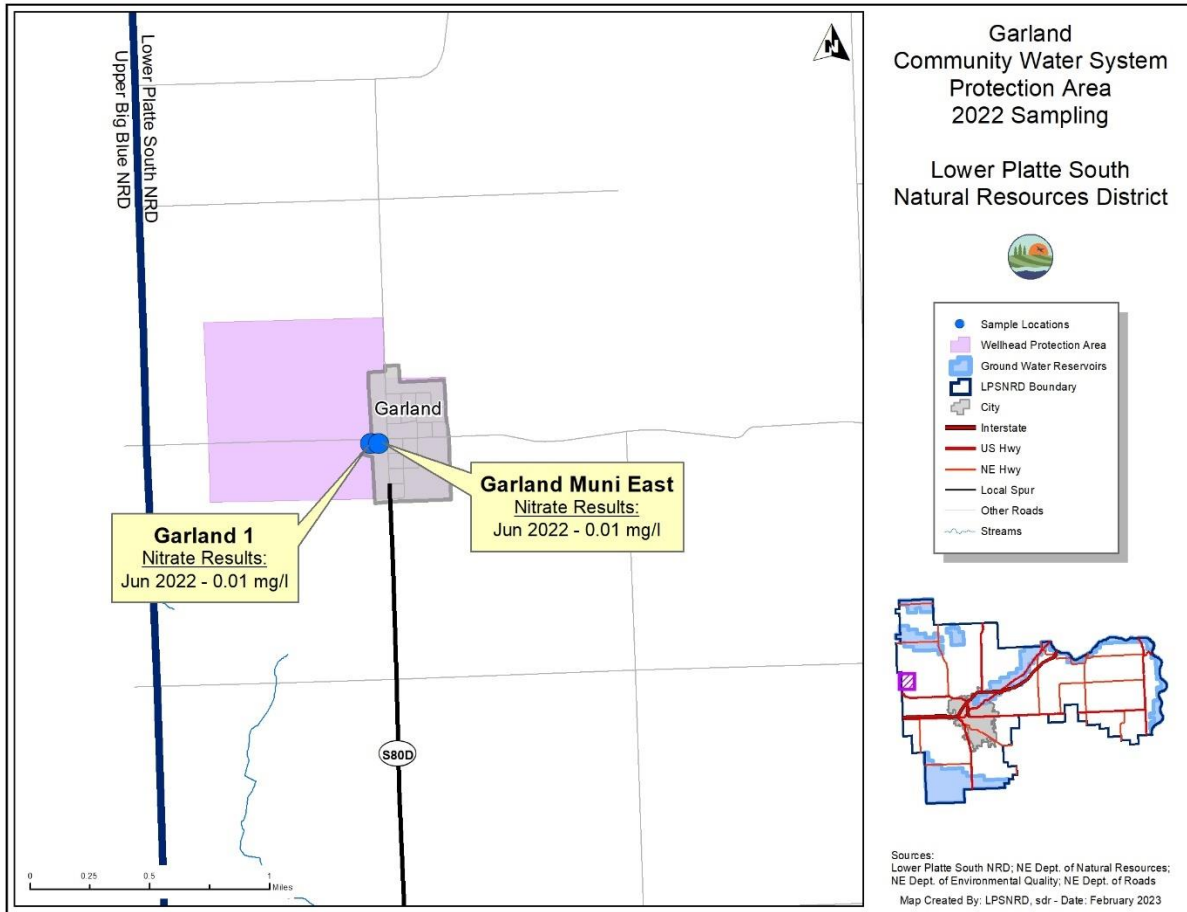 Lower Platte South NRD
Upper Big Blue NRD
N
Garland
Garland 1
Nitrate Results:
Jun 2022 - 0.01 mg/l
Garland Muni East
Nitrate Results:
Jun 2022 - 0.01 mg/l
S80D
0 0.25 0.5 1
Miles
Garland
Community Water System
Protection Area
2022 Sampling
Lower Platte South
Natural Resources District
Sample Locations
Wellhead Protection Area
Ground Water Reservoirs
LPSNRD Boundary
City
Interstate
US Hwy
NE Hwy
Local Spur
Other Roads
Streams
Sources:
Lower Platte South NRD; NE Dept. of Natural Resources;
NE Dept. of Environmental Quality; NE Dept. of Roads
Map Created By: LPSNRD, sdr - Date: February 2023